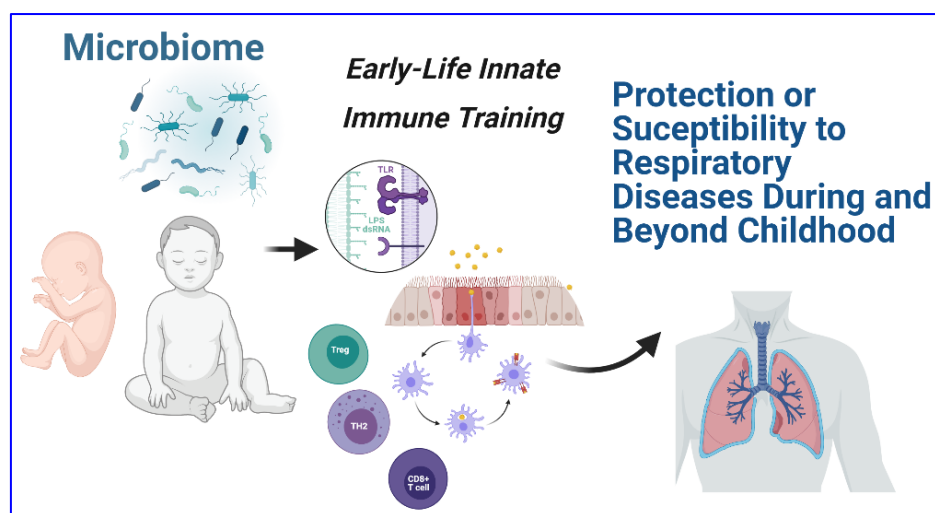 Microbiome
Early-Life Innate
Immune Training
TLR
LPS
dsRNA
Treg
TH2
CD8+
T cell
Protection or
Suceptibility to
Respiratory
Diseases During and
Beyond Childhood